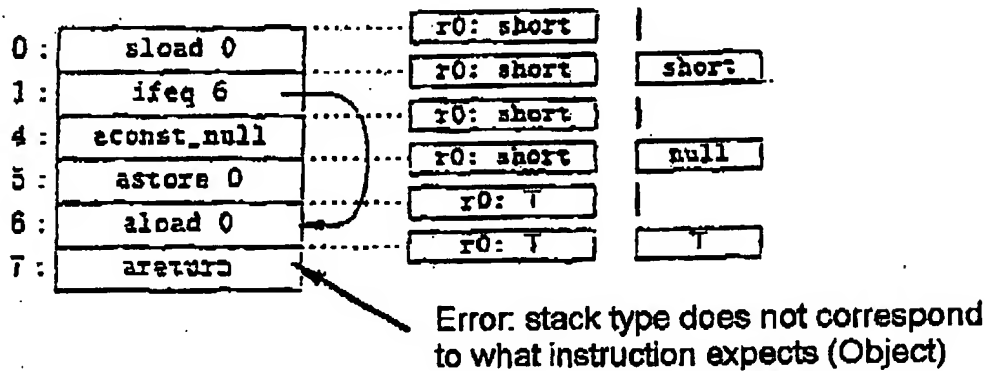 r0: short
0: sload 0
r0: short short
1: ifeq 6
r0: short
4: aconst_null
r0: short null
5: astore 0
r0: T
6: aload 0
r0: T T
7: areturn
Error: stack type does not correspond
to what instruction expects (Object)